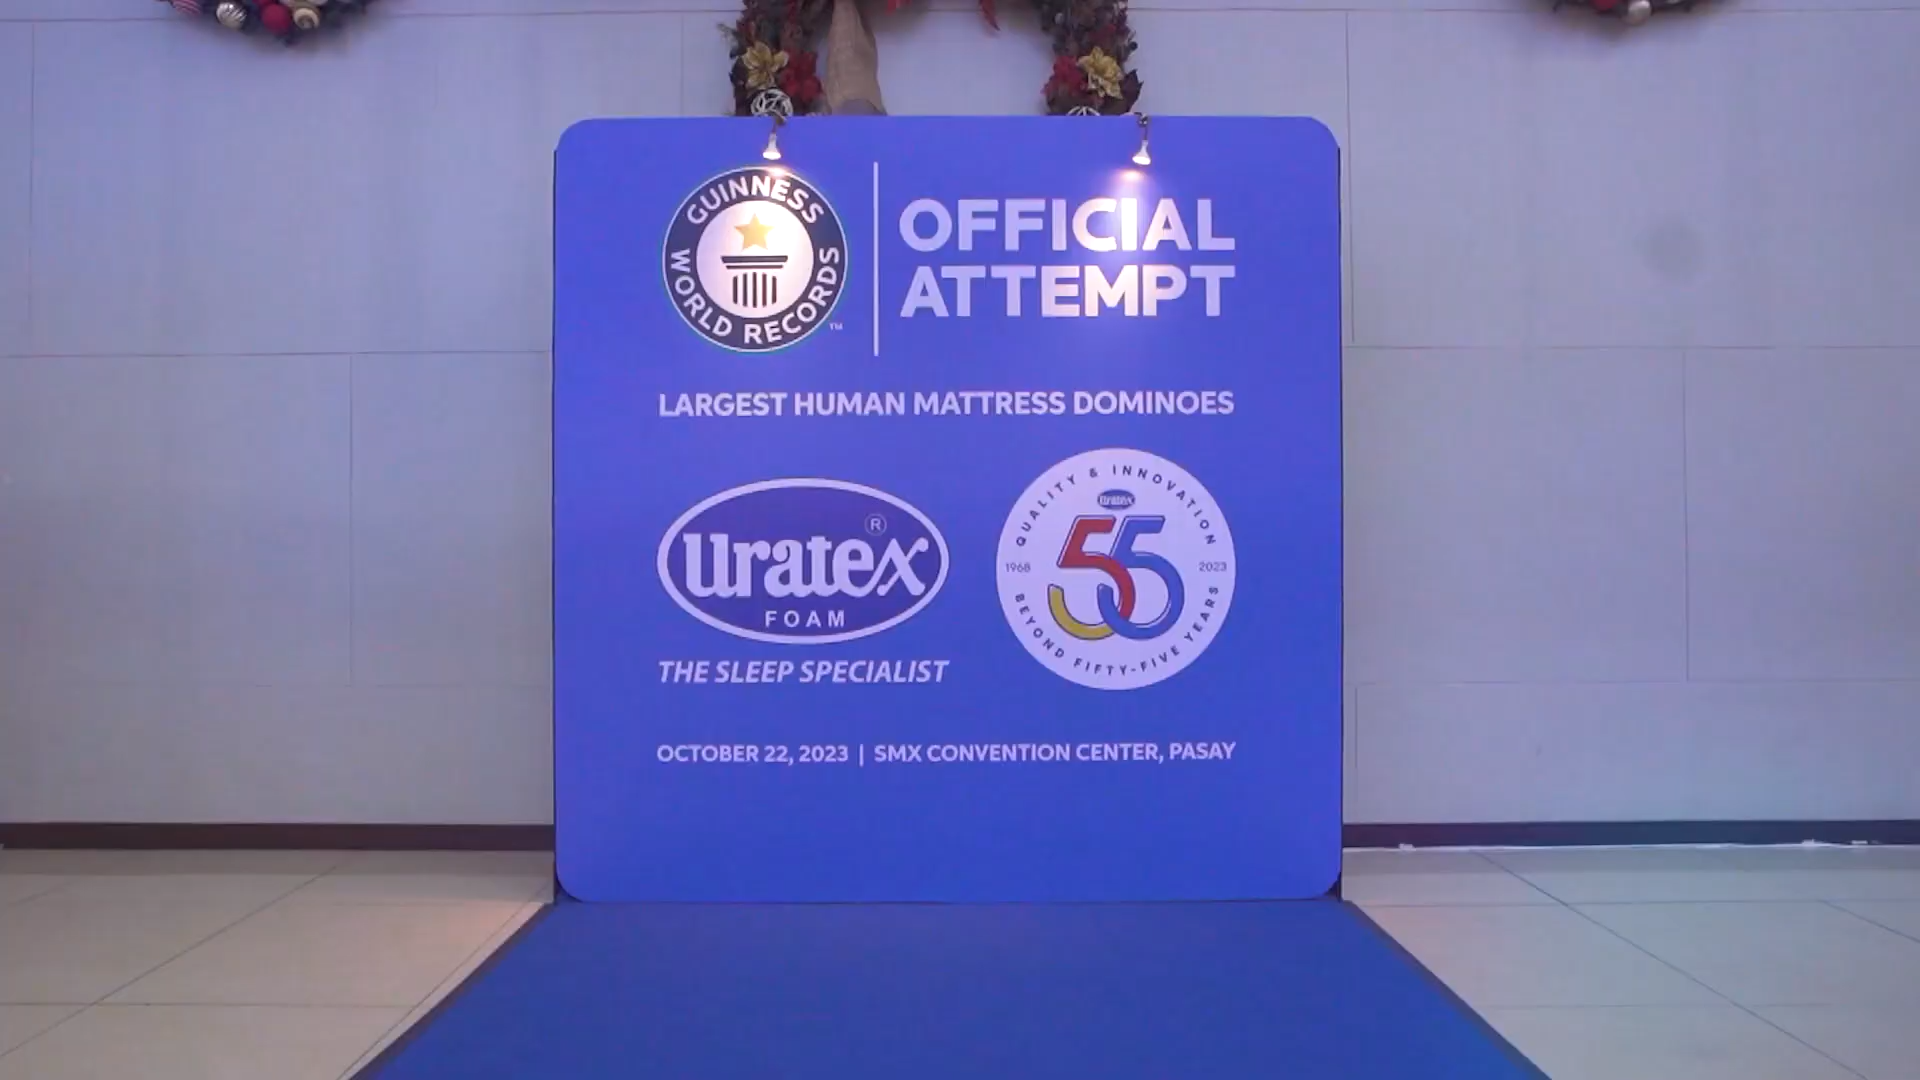 GUINNESS
WORLD RECORDS
TM
OFFICIAL
ATTEMPT
LARGEST HUMAN MATTRESS DOMINOES
uratex ®
FOAM
THE SLEEP SPECIALIST
QUALITY & INNOVATION
uratex
55
1968
2023
BEYOND FIFTY-FIVE YEARS
OCTOBER 22, 2023 | SMX CONVENTION CENTER, PASAY